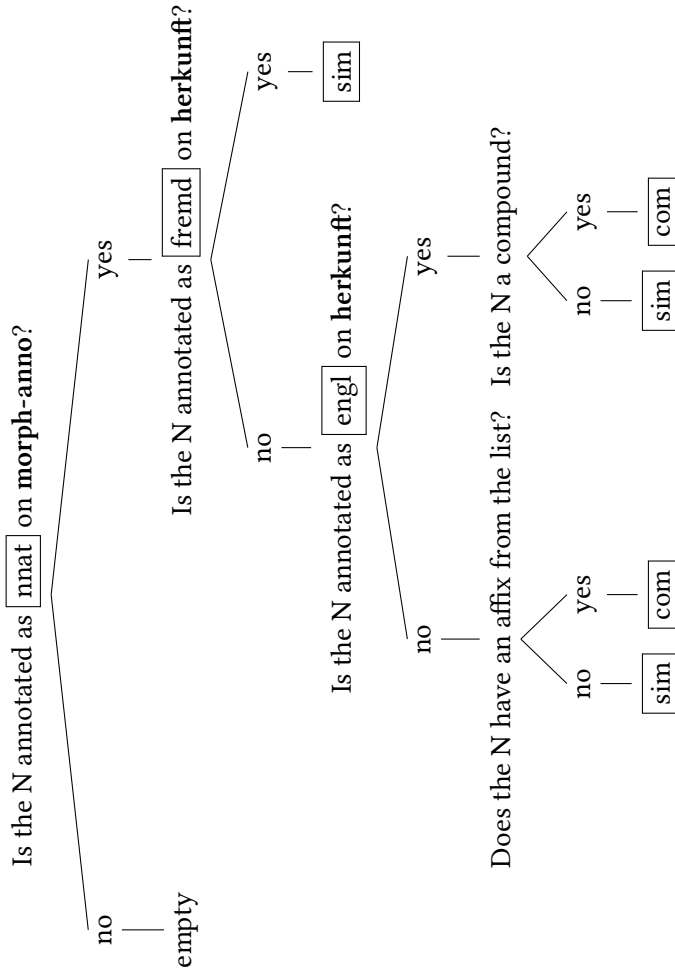 Is the N annotated as nnat on morph-anno?
no
yes
empty
Is the N annotated as fremd on herkunft?
no
yes
Is the N annotated as engl on herkunft?
sim
no
yes
Does the N have an affix from the list?
Is the N a compound?
no
yes
no
yes
sim
com
sim
com